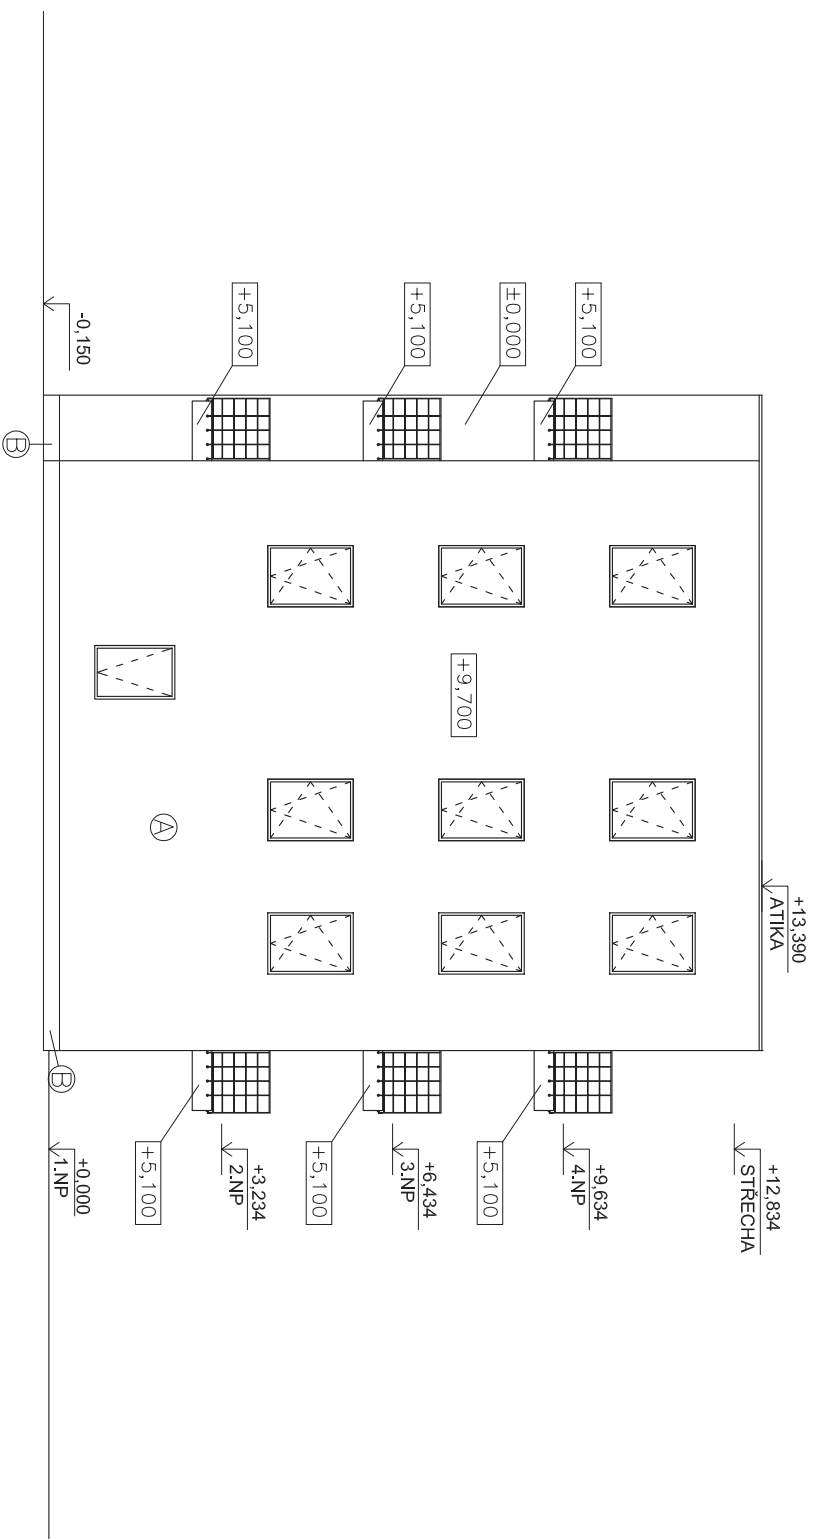 +13,390
ATIKA
+12,834
STŘECHA
+5,100
+9,634
4.NP
+5,100
±0,000
+9,700
+5,100
+6,434
3.NP
+5,100
+5,100
+3,234
2.NP
+5,100
A
-0,150
+0,000
1.NP
B
B